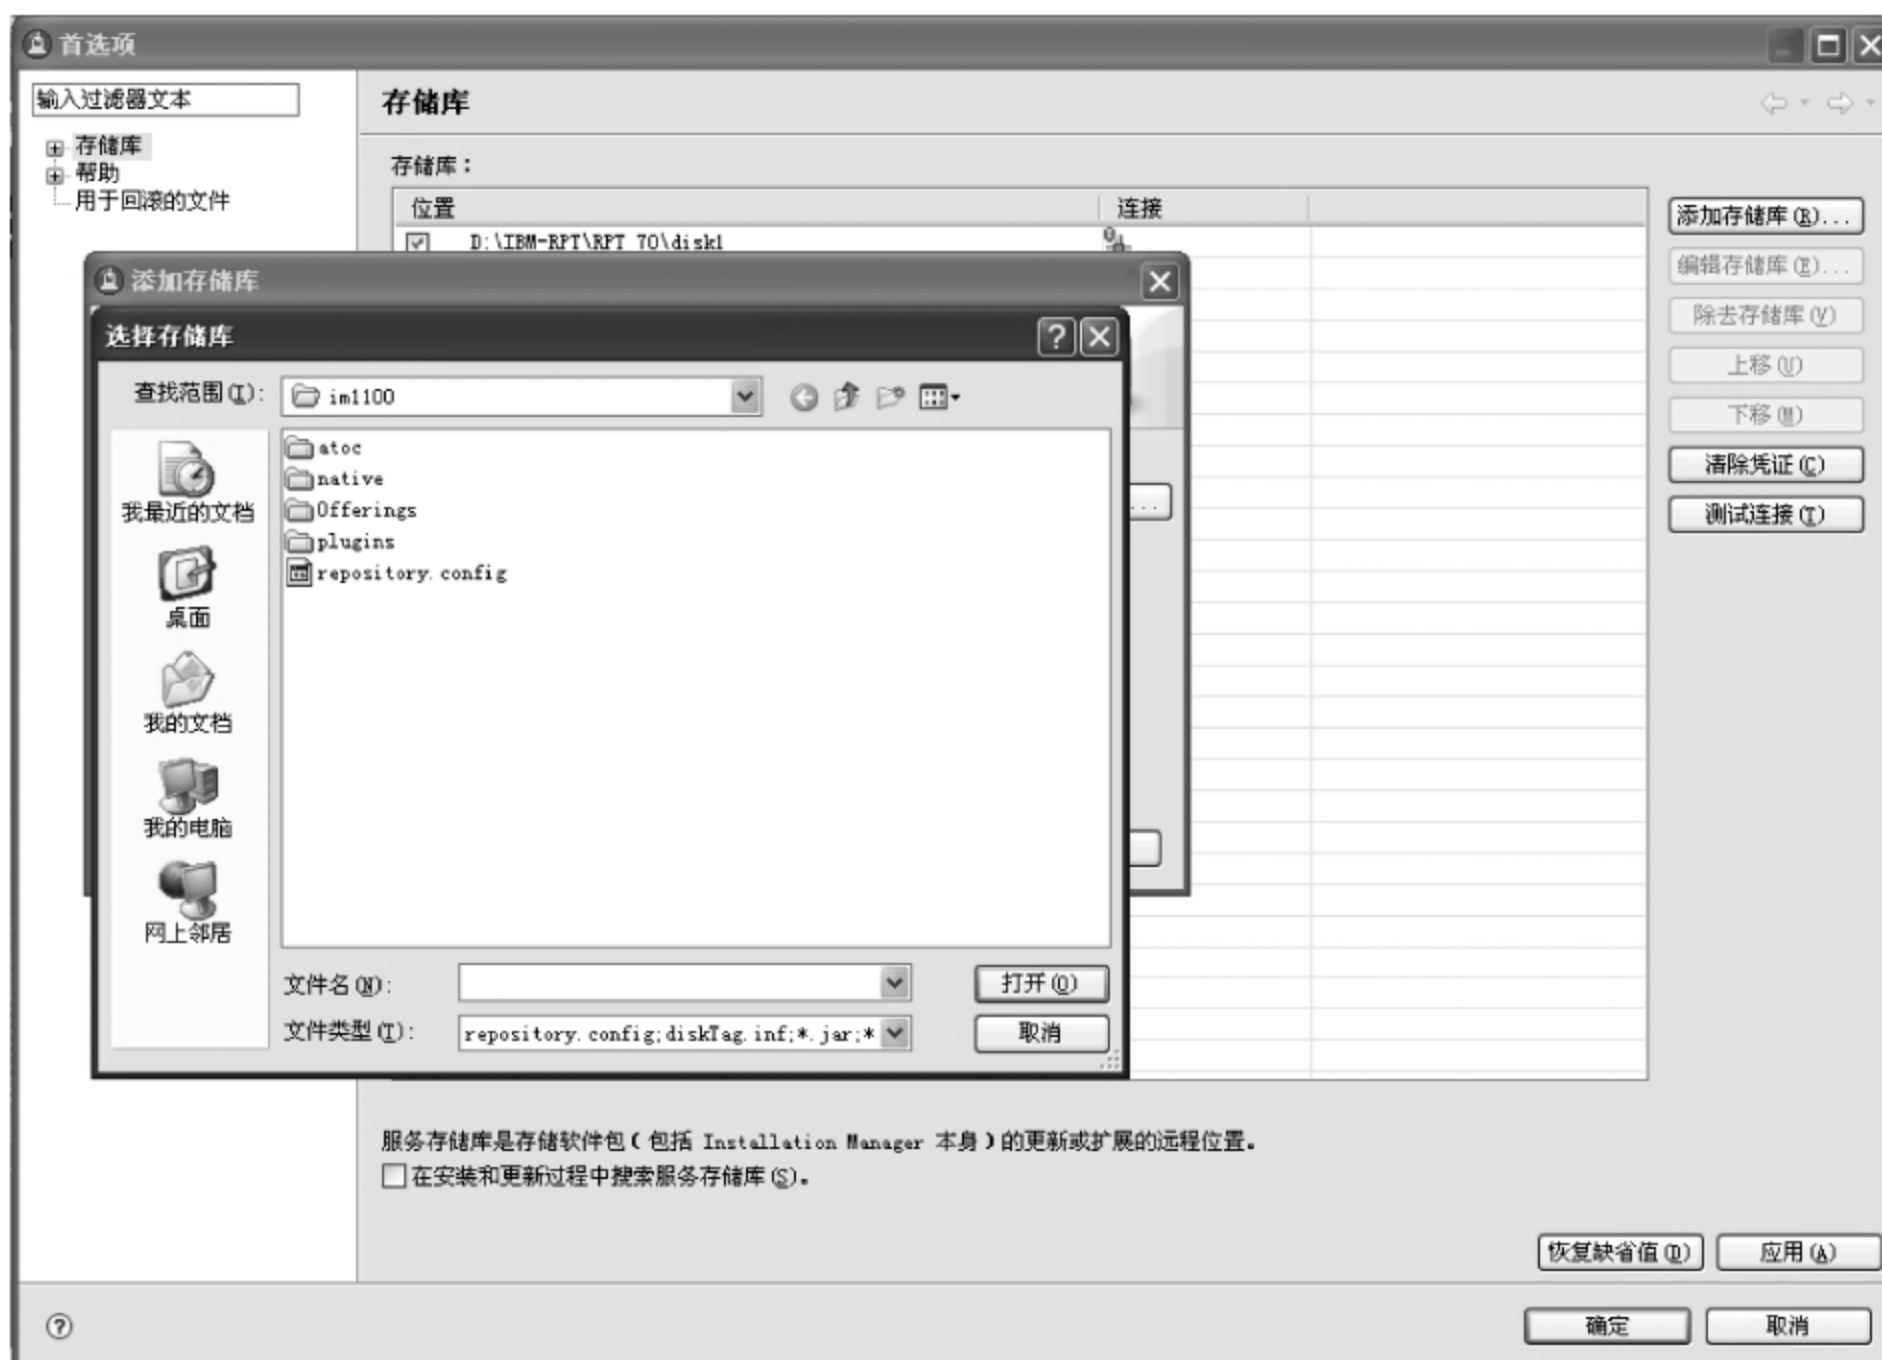 首选项
输入过滤器文本
存储库
帮助
用于回滚的文件
存储库
存储库：
位置 连接
D:\IBM-RPT\RPT 70\disk1
添加存储库(R)...
编辑存储库(E)...
除去存储库(V)
上移(U)
下移(M)
清除凭证(C)
测试连接(T)
添加存储库
选择存储库
查找范围(I): im1100
我最近的文档
桌面
我的文档
我的电脑
网上邻居
atoc
native
Offerings
plugins
repository.config
...
文件名(N): 打开(O)
文件类型(T): repository.config;diskTag.inf;*.jar;* 取消
服务存储库是存储软件包(包括 Installation Manager 本身)的更新或扩展的远程位置。
在安装和更新过程中搜索服务存储库(S)。
恢复缺省值(D) 应用(A)
确定 取消